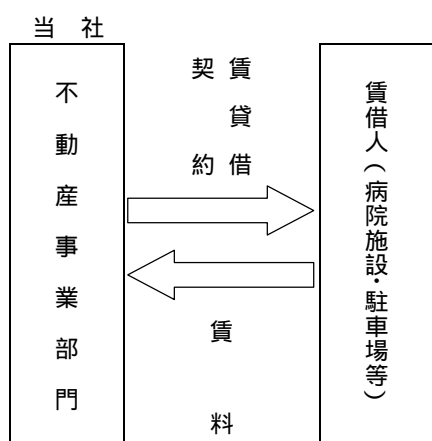 当社
不動産事業部門
賃貸借
契約
賃料
賃借人(病院施設・駐車場等)